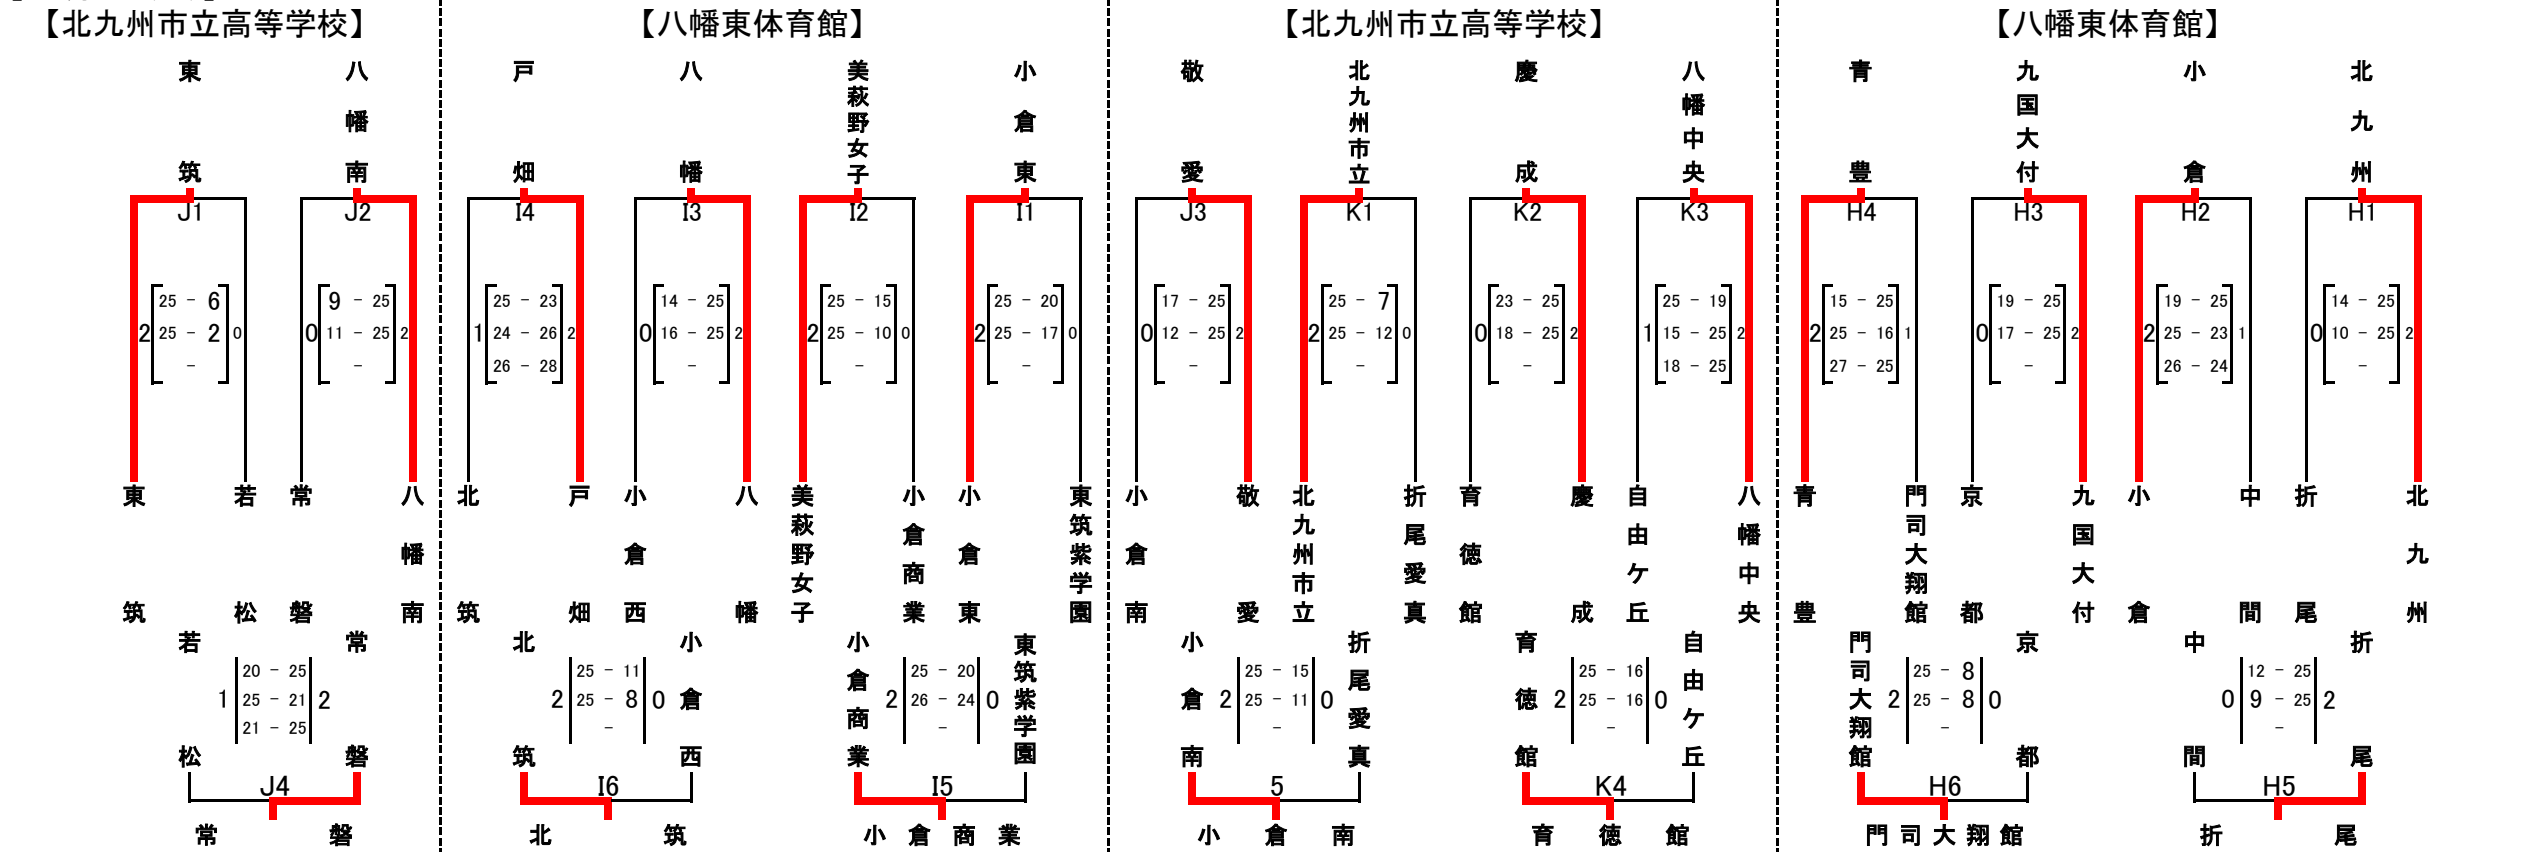 【北九州市立高等学校】 【八幡東体育館】 【北九州市立高等学校】 【八幡東体育館】
東筑 八幡南 戸畑 八幡 美萩野女子 小倉東 敬愛 北九州市立 慶成 八幡中央 青豊 九国大付 小倉 北九州
J1 J2 I4 I3 I2 I1 J3 K1 K2 K3 H4 H3 H2 H1
25 - 6 9 - 25 25 - 23 14 - 25 25 - 15 25 - 20 17 - 25 25 - 7 23 - 25 25 - 19 15 - 25 19 - 25 19 - 25 14 - 25
2 25 - 2 0 0 11 - 25 2 1 24 - 26 2 0 16 - 25 2 2 25 - 10 0 2 25 - 17 0 0 12 - 25 2 2 25 - 12 0 0 18 - 25 2 1 15 - 25 2 2 25 - 16 1 0 17 - 25 2 2 25 - 23 1 0 10 - 25 2
- - 26 - 28 - - - - - - 18 - 25 27 - 25 - 26 - 24 -
東筑 若松 常磐 八幡南 北筑 戸畑 小倉西 八幡 美萩野女子 小倉商業 小倉東 東筑紫学園 小倉南 敬愛 北九州市立 折尾愛真 育徳館 慶成 自由ケ丘 八幡中央 青豊 門司大翔館 京都 九国大付 小倉 中間 折尾 北九州
若松 常磐 北筑 小倉西 小倉商業 東筑紫学園 小倉南 折尾愛真 育徳館 自由ケ丘 門司大翔館 京都 中間 折尾
20 - 25 25 - 11 25 - 20 25 - 15 25 - 16 25 - 8 12 - 25
1 25 - 21 2 2 25 - 8 0 2 26 - 24 0 2 25 - 11 0 2 25 - 16 0 2 25 - 8 0 0 9 - 25 2
21 - 25 - - - - - -
J4 I6 I5 5 K4 H6 H5
常磐 北筑 小倉商業 小倉南 育徳館 門司大翔館 折尾